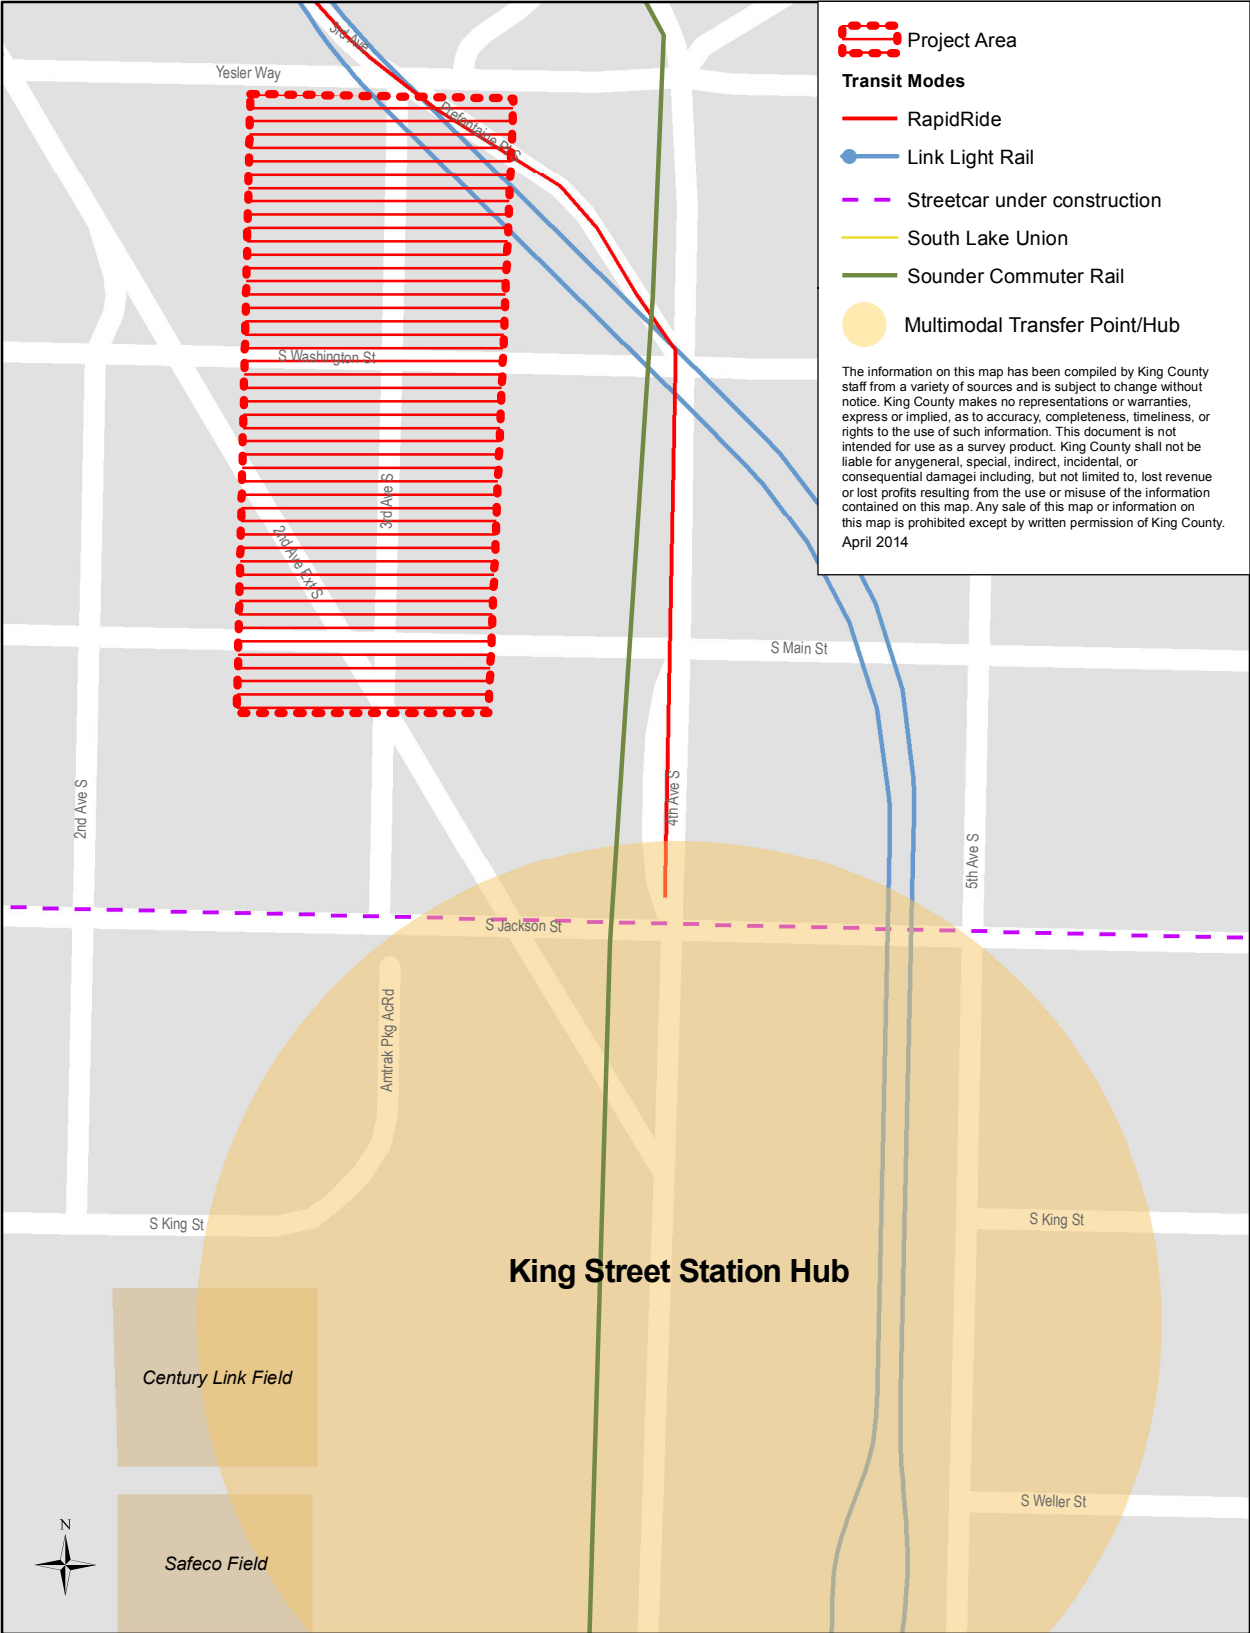 3rd Ave
Yesler Way
Prefontaine Pl S
S Washington St
3rd Ave S
2nd Ave Ext S
S Main St
2nd Ave S
4th Ave S
5th Ave S
S Jackson St
Amtrak Pkg AcRd
S King St
S King St
King Street Station Hub
Century Link Field
S Weller St
Safeco Field
N
Project Area
Transit Modes
RapidRide
Link Light Rail
Streetcar under construction
South Lake Union
Sounder Commuter Rail
Multimodal Transfer Point/Hub
The information on this map has been compiled by King County
staff from a variety of sources and is subject to change without
notice. King County makes no representations or warranties,
express or implied, as to accuracy, completeness, timeliness, or
rights to the use of such information. This document is not
intended for use as a survey product. King County shall not be
liable for anygeneral, special, indirect, incidental, or
consequential damagei including, but not limited to, lost revenue
or lost profits resulting from the use or misuse of the information
contained on this map. Any sale of this map or information on
this map is prohibited except by written permission of King County.
April 2014